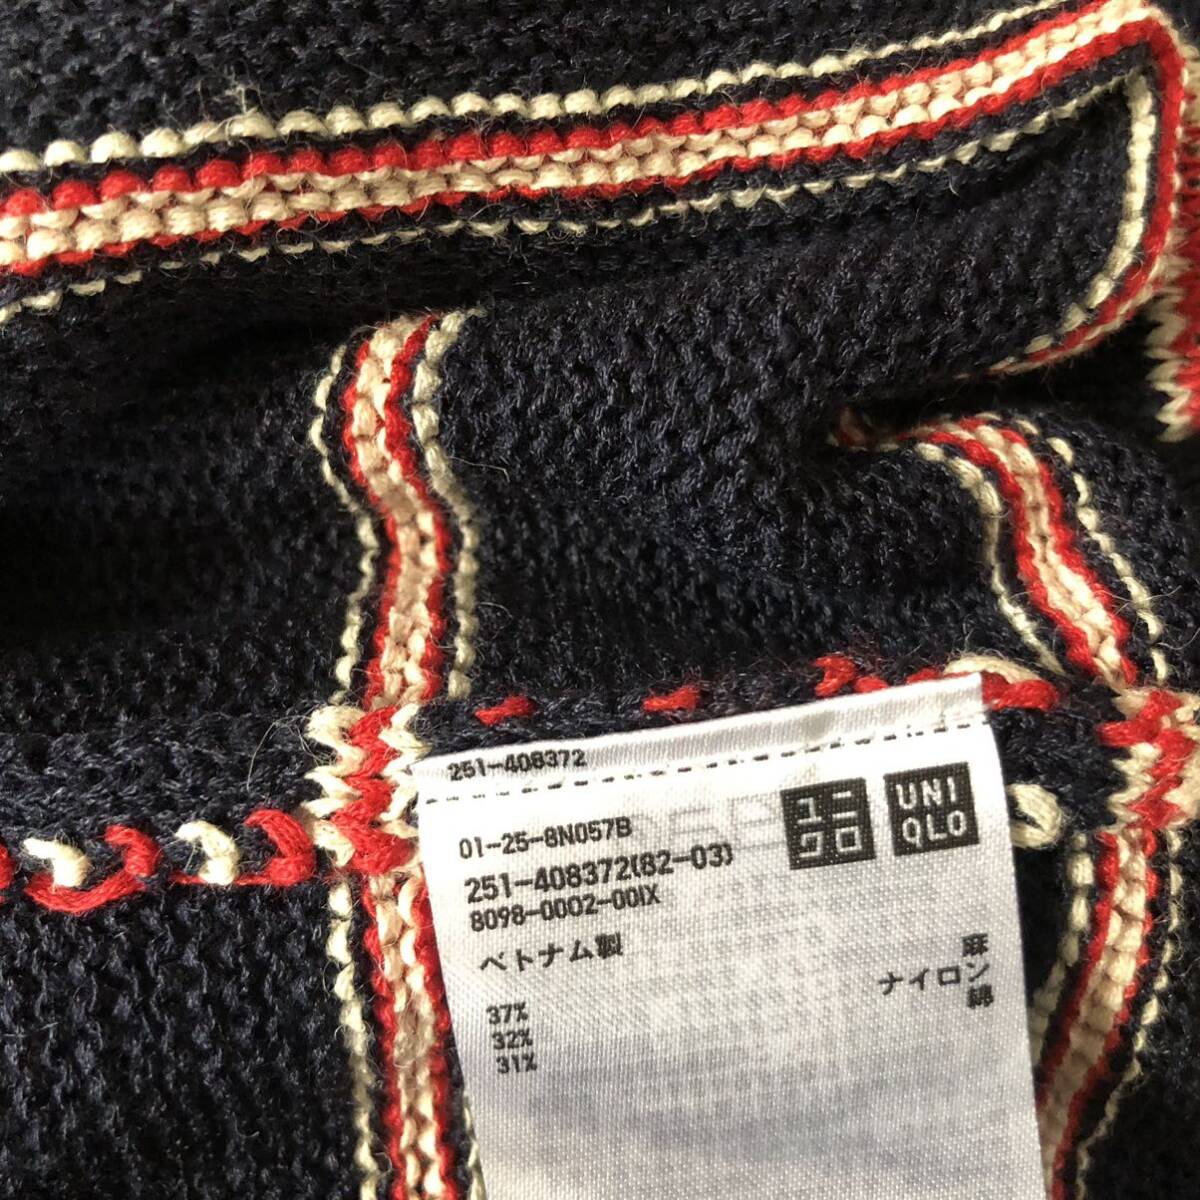 251-408372
01-25-8N057B
251-408372(82-03)
8098-0002-00IX
ユニ
クロ
UNI
QLO
ベトナム製
麻
ナイロン
綿
37%
32%
31%